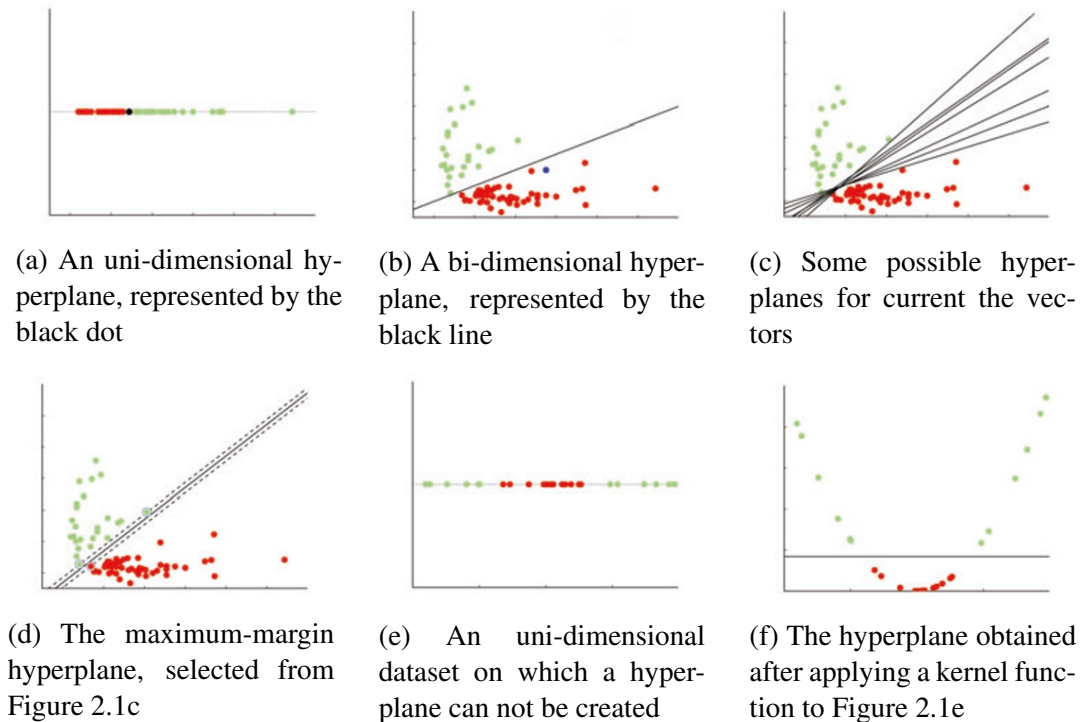 (a) An uni-dimensional hy-
perplane, represented by the
black dot
(b) A bi-dimensional hyper-
plane, represented by the
black line
(c) Some possible hyper-
planes for current the vec-
tors
(d) The maximum-margin
hyperplane, selected from
Figure 2.1c
(e) An uni-dimensional
dataset on which a hyper-
plane can not be created
(f) The hyperplane obtained
after applying a kernel func-
tion to Figure 2.1e